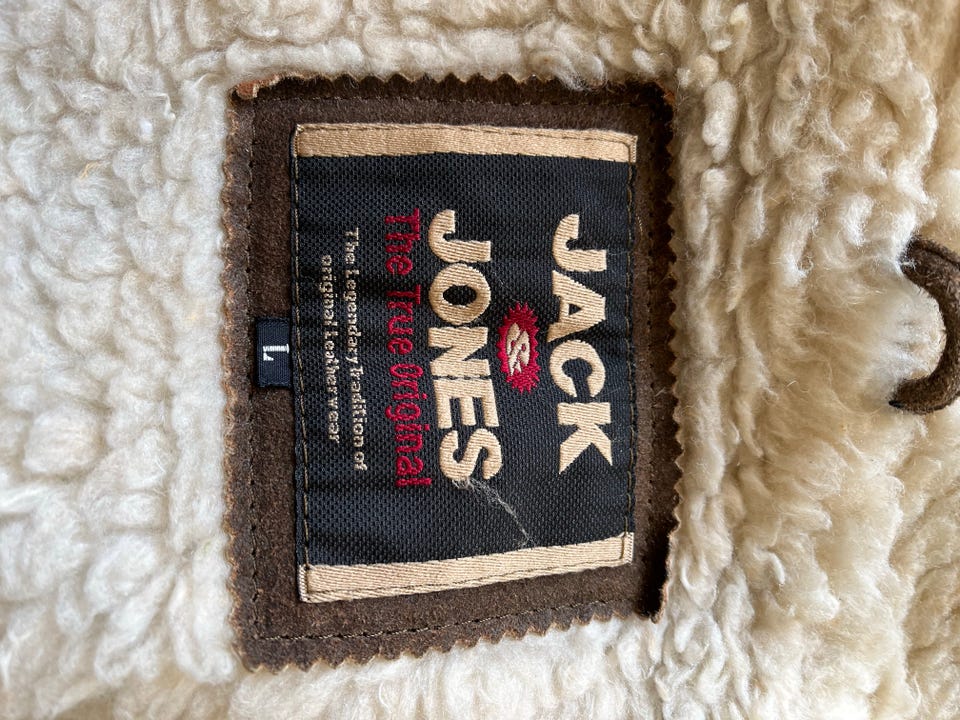 JACK
&
JONES
The True Original
The Legendary Tradition of
original Leatherwear
L